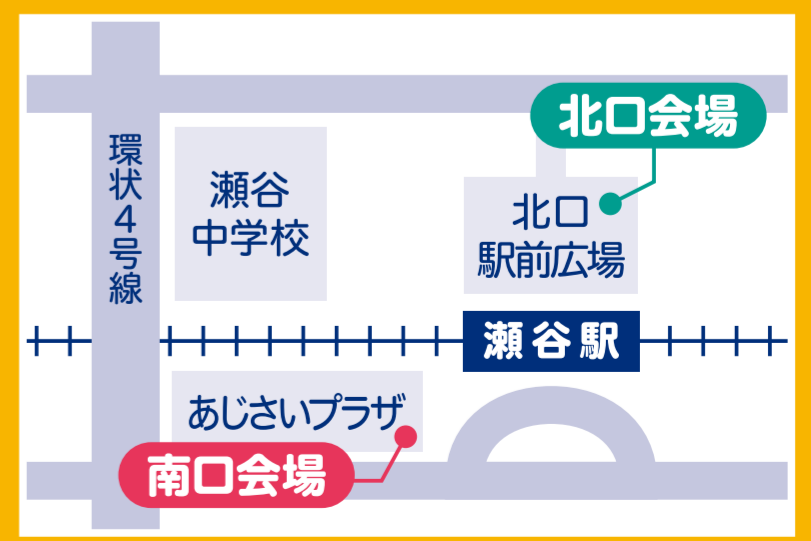 北口会場
環状4号線
瀬谷
中学校
北口
駅前広場
瀬谷駅
あじさいプラザ
南口会場